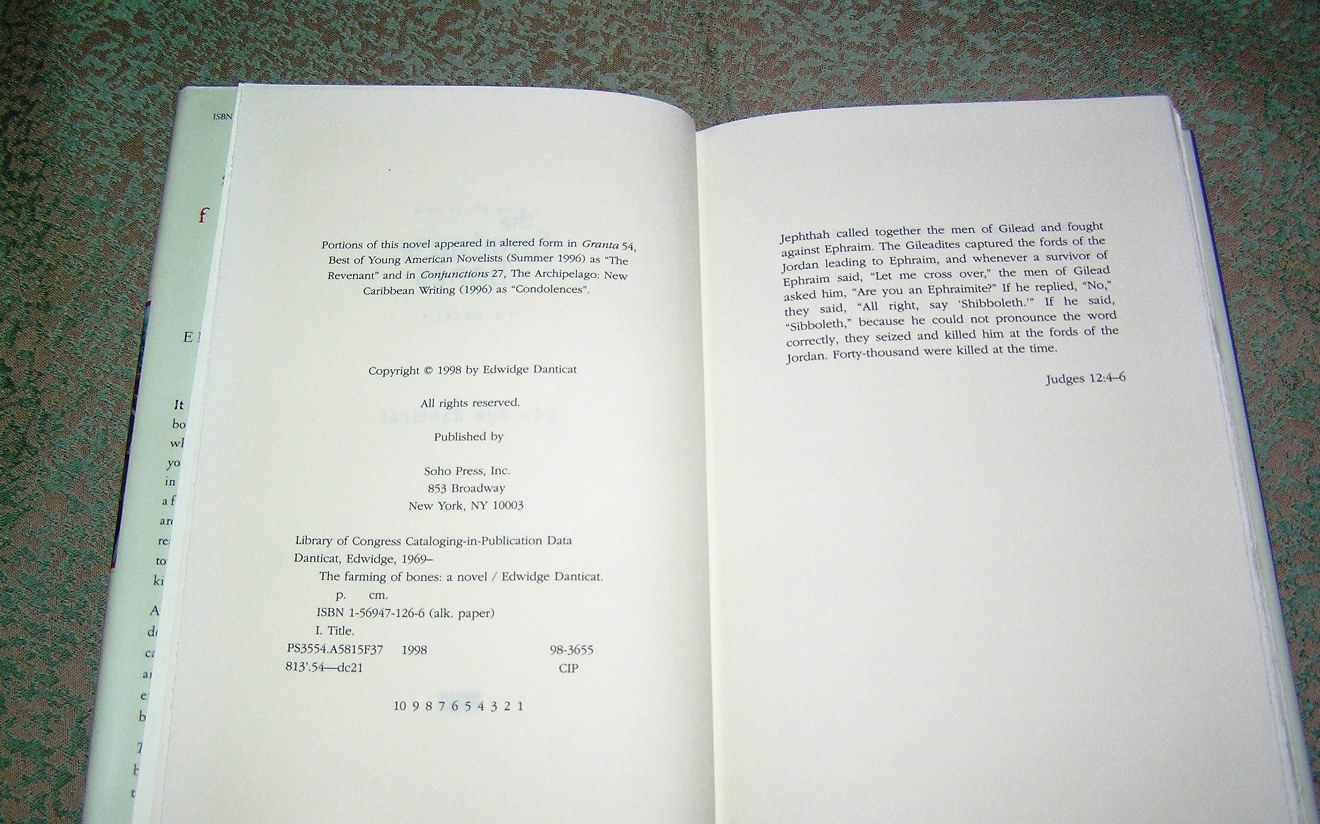 ISBN
f
It
bo
yo
in
a f
are
to
ki
A
Portions of this novel appeared in altered form in Granta 54,
Best of Young American Novelists (Summer 1996) as “The
Revenant” and in Conjunctions 27, The Archipelago: New
Caribbean Writing (1996) as “Condolences”.
Copyright © 1998 by Edwidge Danticat
All rights reserved.
Published by
Soho Press, Inc.
853 Broadway
New York, NY 10003
Library of Congress Cataloging-in-Publication Data
Danticat, Edwidge, 1969–
The farming of bones: a novel / Edwidge Danticat.
p. cm.
ISBN 1-56947-126-6 (alk. paper)
I. Title.
PS3554.A5815F37 1998 98-3655
813'.54—dc21 CIP
10 9 8 7 6 5 4 3 2 1
Jephthah called together the men of Gilead and fought
against Ephraim. The Gileadites captured the fords of the
Jordan leading to Ephraim, and whenever a survivor of
Ephraim said, “Let me cross over,” the men of Gilead
asked him, “Are you an Ephraimite?” If he replied, “No,”
they said, “All right, say ‘Shibboleth.’” If he said,
“Sibboleth,” because he could not pronounce the word
correctly, they seized and killed him at the fords of the
Jordan. Forty-thousand were killed at the time.
Judges 12:4–6